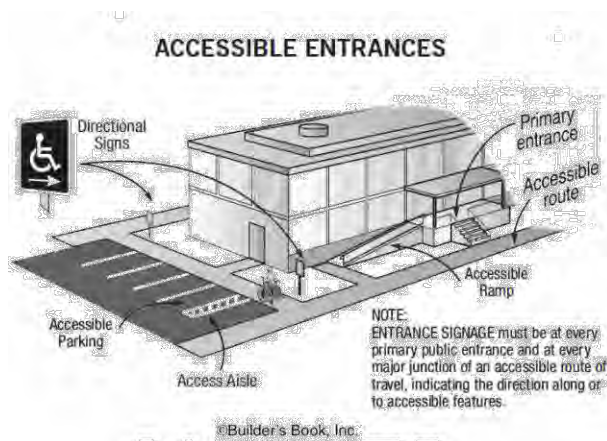 ACCESSIBLE ENTRANCES
Directional
Signs
Primary
entrance
Accessible
route
Accessible
Ramp
Accessible
Parking
Access Aisle
NOTE:
ENTRANCE SIGNAGE must be at every
primary public entrance and at every
major junction of an accessible route of
travel, indicating the direction along or
to accessible features.
©Builder's Book, Inc.